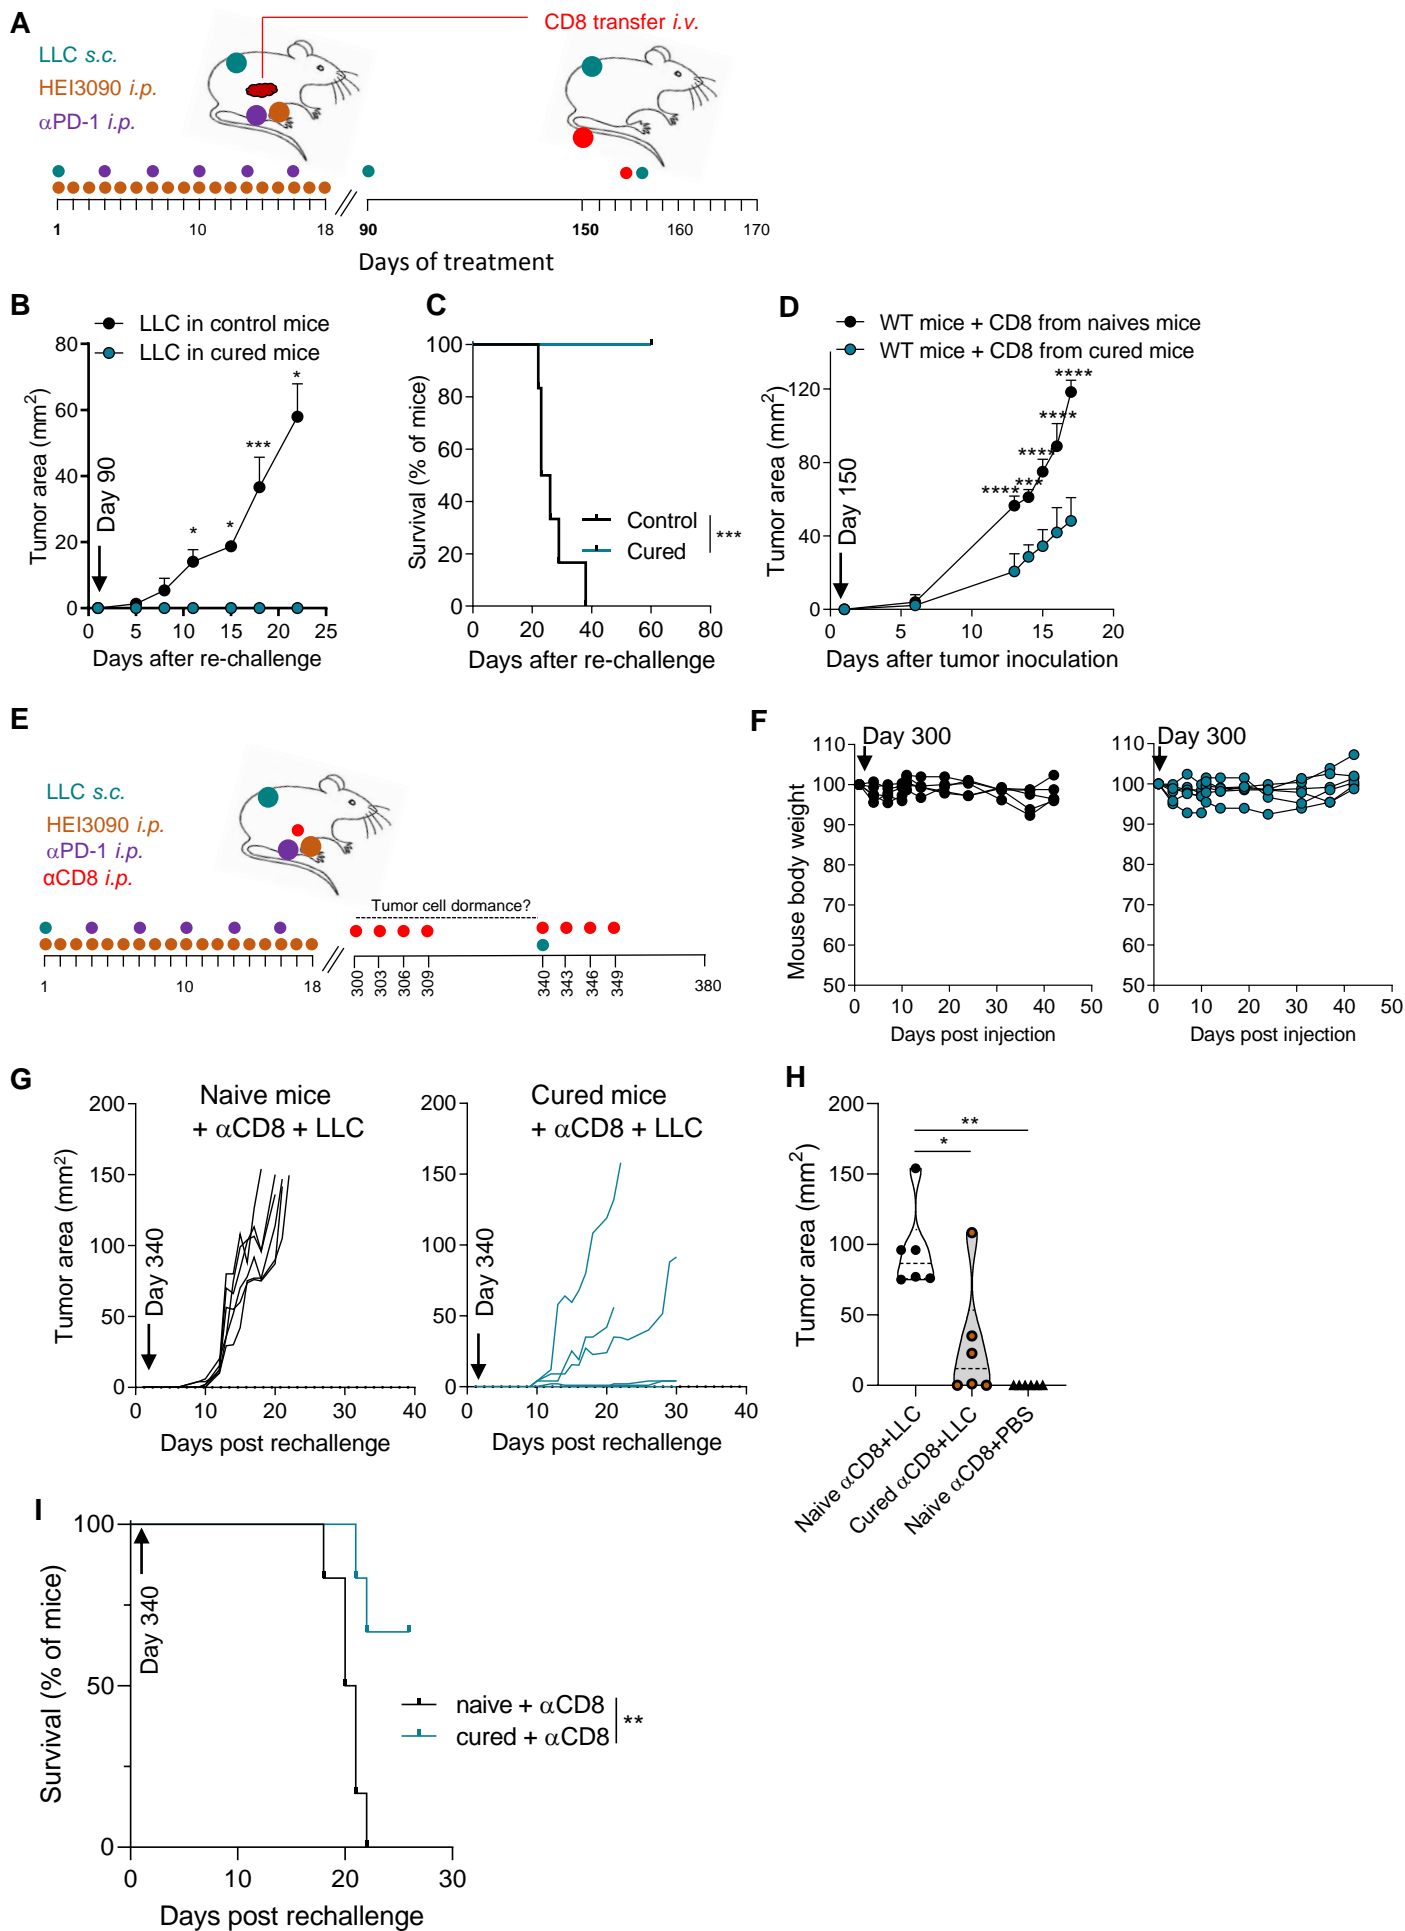 A
CD8 transfer i.v.
LLC s.c.
HEI3090 i.p.
αPD-1 i.p.
1 10 18 90 150 160 170
Days of treatment
B
LLC in control mice
LLC in cured mice
Tumor area (mm2)
80
60
40
20
0
Day 90
* * *** *
0 5 10 15 20 25
Days after re-challenge
C
Survival (% of mice)
100
80
60
40
20
0
Control
Cured
***
0 20 40 60 80
Days after re-challenge
D
WT mice + CD8 from naives mice
WT mice + CD8 from cured mice
Tumor area (mm2)
120
80
40
0
Day 150
**** *** **** **** ****
0 5 10 15 20
Days after tumor inoculation
E
LLC s.c.
HEI3090 i.p.
αPD-1 i.p.
αCD8 i.p.
Tumor cell dormance?
1 10 18 300 303 306 309 340 343 346 349 380
F
Mouse body weight
Day 300
110
100
90
80
70
60
50
0 10 20 30 40 50
Days post injection
Day 300
110
100
90
80
70
60
50
0 10 20 30 40 50
Days post injection
G
Naive mice
+ αCD8 + LLC
Tumor area (mm2)
200
150
100
50
0
Day 340
0 10 20 30 40
Days post rechallenge
Cured mice
+ αCD8 + LLC
200
150
100
50
0
Day 340
0 10 20 30 40
Days post rechallenge
H
Tumor area (mm2)
200
150
100
50
0
**
*
Naive αCD8+LLC
Cured αCD8+LLC
Naive αCD8+PBS
I
Survival (% of mice)
100
50
0
Day 340
naive + αCD8
cured + αCD8
**
0 10 20 30
Days post rechallenge